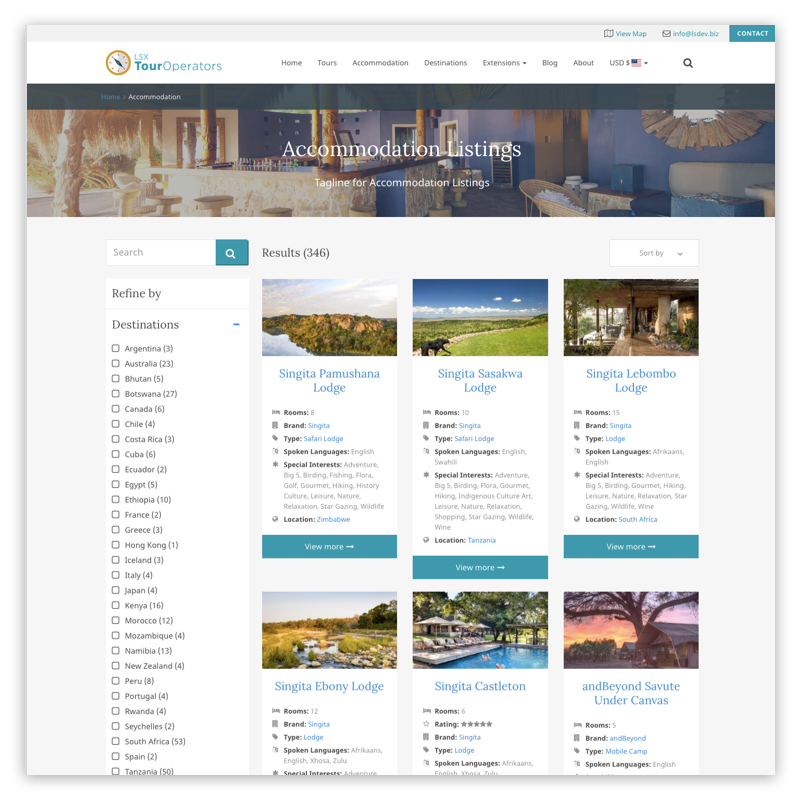 View Map
info@lsdev.biz
CONTACT
LSX
TourOperators
Home
Tours
Accommodation
Destinations
Extensions
Blog
About
USD $
Home > Accommodation
Accommodation Listings
Tagline for Accommodation Listings
Search
Results (346)
Sort by
Refine by
Destinations
Argentina (3)
Australia (23)
Bhutan (5)
Botswana (27)
Canada (6)
Chile (4)
Costa Rica (3)
Cuba (6)
Ecuador (2)
Egypt (5)
Ethiopia (10)
France (2)
Greece (3)
Hong Kong (1)
Iceland (3)
Italy (4)
Japan (4)
Kenya (16)
Morocco (12)
Mozambique (4)
Namibia (13)
New Zealand (4)
Peru (8)
Portugal (4)
Rwanda (4)
Seychelles (2)
South Africa (53)
Spain (2)
Tanzania (50)
Singita Pamushana
Lodge
Rooms: 8
Brand: Singita
Type: Safari Lodge
Spoken Languages: English
Special Interests: Adventure,
Big 5, Birding, Fishing, Flora,
Golf, Gourmet, Hiking, History
Culture, Leisure, Nature,
Relaxation, Star Gazing, Wildlife
Location: Zimbabwe
View more
Singita Sasakwa
Lodge
Rooms: 10
Brand: Singita
Type: Safari Lodge
Spoken Languages: English,
Swahili
Special Interests: Adventure,
Big 5, Birding, Flora, Gourmet,
Hiking, Indigenous Culture Art,
Leisure, Nature, Relaxation,
Shopping, Star Gazing, Wildlife,
Wine
Location: Tanzania
View more
Singita Lebombo
Lodge
Rooms: 15
Brand: Singita
Type: Lodge
Spoken Languages: Afrikaans,
English
Special Interests: Adventure,
Big 5, Birding, Gourmet, Hiking,
Leisure, Nature, Relaxation, Star
Gazing, Wildlife, Wine
Location: South Africa
View more
Singita Ebony Lodge
Rooms: 12
Brand: Singita
Type: Lodge
Spoken Languages: Afrikaans,
English, Xhosa, Zulu
Special Interests: Adventure,
Singita Castleton
Rooms: 6
Rating: ★★★★★
Brand: Singita
Type: Lodge
Spoken Languages: Afrikaans,
English, Xhosa, Zulu
andBeyond Savute
Under Canvas
Rooms: 5
Brand: andBeyond
Type: Mobile Camp
Spoken Languages: English